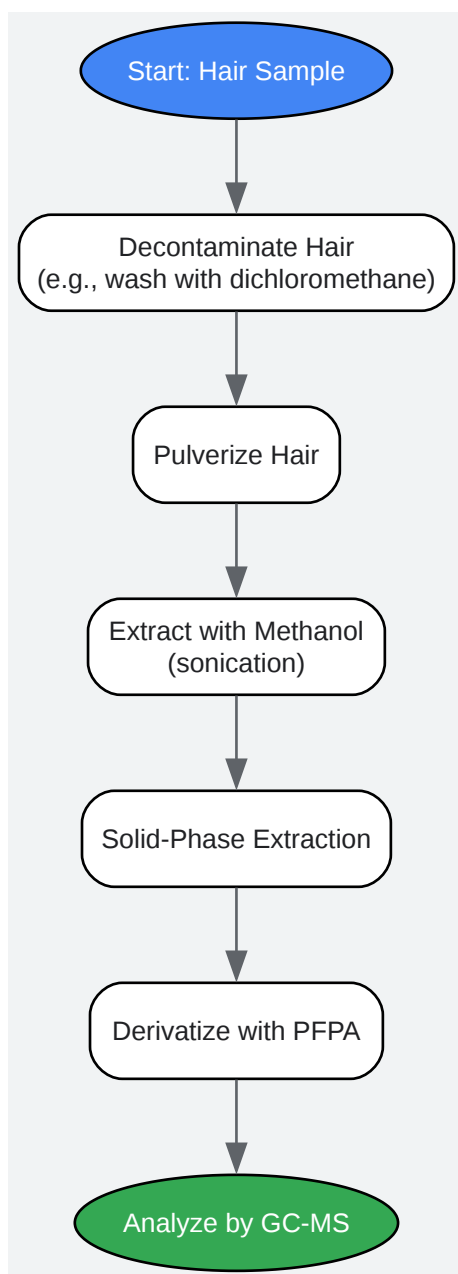 Start: Hair Sample
Decontaminate Hair
(e.g., wash with dichloromethane)
Pulverize Hair
Extract with Methanol
(sonication)
Solid-Phase Extraction
Derivatize with PFPA
Analyze by GC-MS